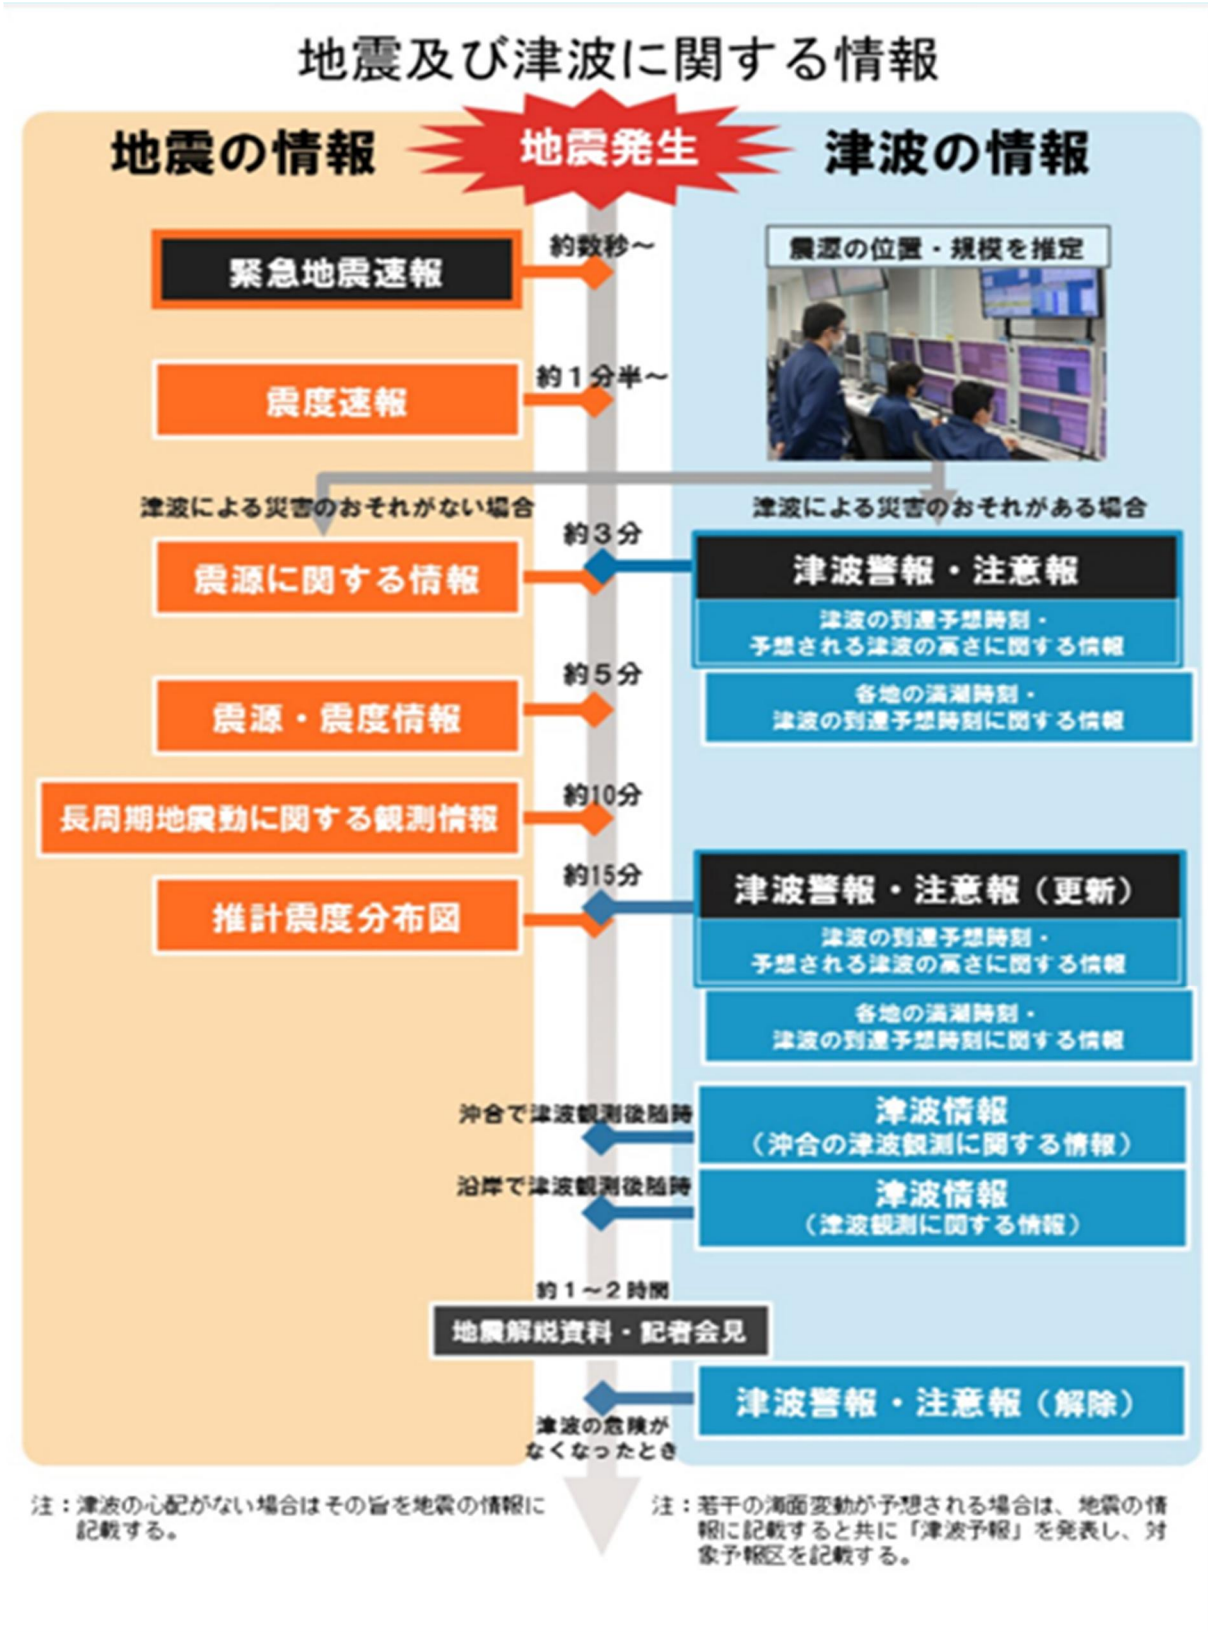 地震及び津波に関する情報
地震の情報
地震発生
津波の情報
緊急地震速報
約数秒～
震源の位置・規模を推定
震度速報
約１分半～
津波による災害のおそれがない場合
津波による災害のおそれがある場合
約３分
震源に関する情報
津波警報・注意報
津波の到達予想時刻・
予想される津波の高さに関する情報
各地の満潮時刻・
津波の到達予想時刻に関する情報
約５分
震源・震度情報
約10分
長周期地震動に関する観測情報
約15分
推計震度分布図
津波警報・注意報（更新）
津波の到達予想時刻・
予想される津波の高さに関する情報
各地の満潮時刻・
津波の到達予想時刻に関する情報
沖合で津波観測後随時
津波情報
（沖合の津波観測に関する情報）
沿岸で津波観測後随時
津波情報
（津波観測に関する情報）
約１～２時間
地震解説資料・記者会見
津波警報・注意報（解除）
津波の危険が
なくなったとき
注：津波の心配がない場合はその旨を地震の情報に
記載する。
注：若干の海面変動が予想される場合は、地震の情
報に記載すると共に「津波予報」を発表し、対
象予報区を記載する。